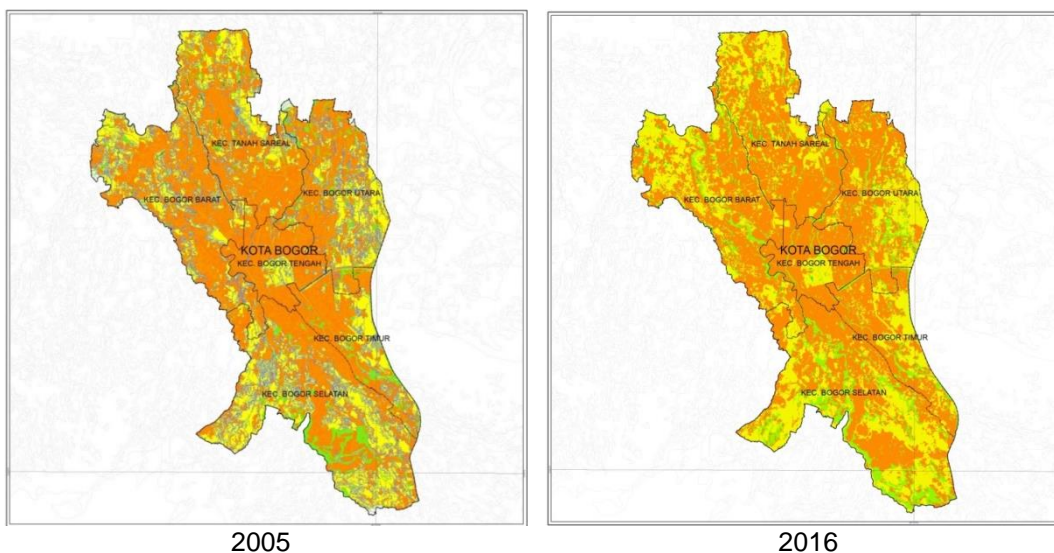 KEC. TANAH SAREAL
KEC. BOGOR UTARA
KEC. BOGOR BARAT
KOTA BOGOR
KEC. BOGOR TENGAH
KEC. BOGOR TIMUR
KEC. BOGOR SELATAN
2005
KEC. TANAH SAREAL
KEC. BOGOR UTARA
KEC. BOGOR BARAT
KOTA BOGOR
KEC. BOGOR TENGAH
KEC. BOGOR TIMUR
KEC. BOGOR SELATAN
2016